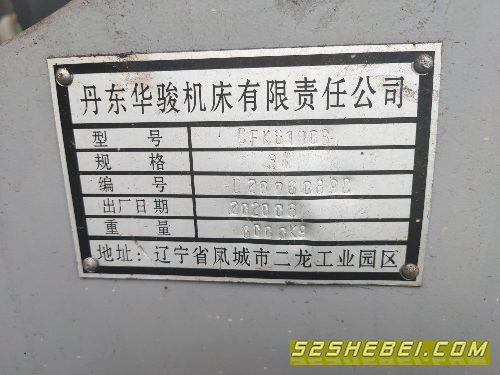 丹东华骏机床有限责任公司
型 号
规 格
编 号
出厂日期 202006
重 量
地址: 辽宁省凤城市二龙工业园区
52SHEBEI.COM